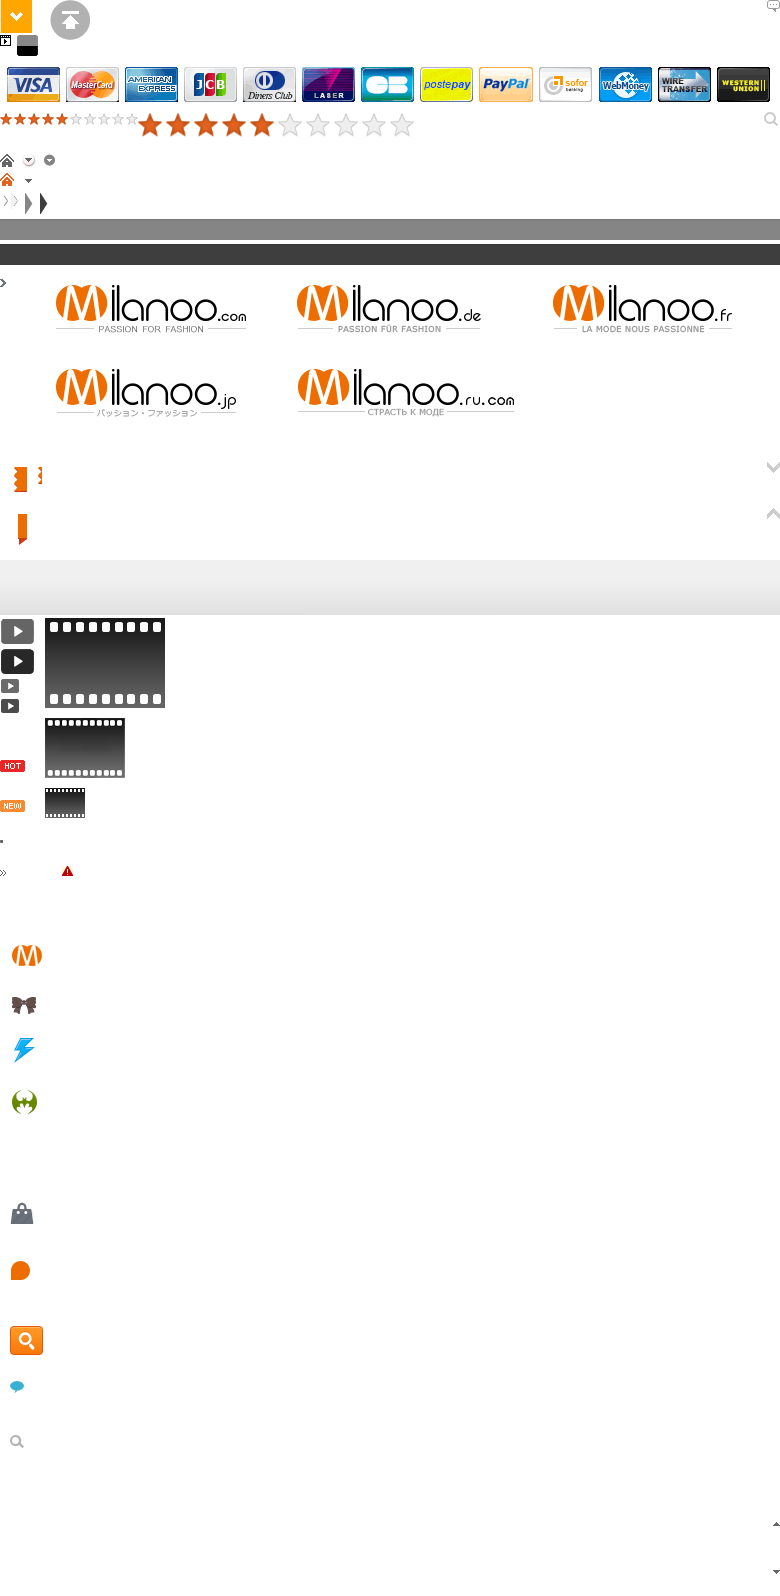 VISA MasterCard AMERICAN EXPRESS JCB Diners Club LASER CB postepay PayPal sofor banking WebMoney WIRE TRANSFER WESTERN UNION
Milanoo.com Milanoo.de Milanoo.fr
PASSION FOR FASHION PASSION FÜR FASHION LA MODE NOUS PASSIONNE
Milanoo.jp Milanoo.ru.com
パッション・ファッション СТРАСТЬ К МОДЕ
HOT
NEW
M